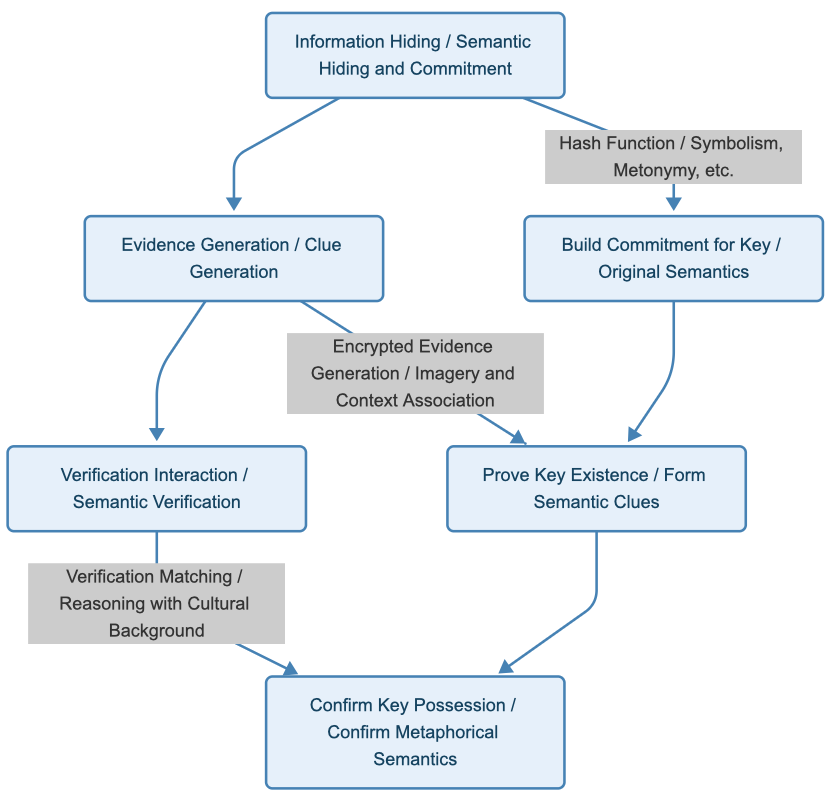 Information Hiding / Semantic
Hiding and Commitment
Hash Function / Symbolism,
Metonymy, etc.
Evidence Generation / Clue
Generation
Build Commitment for Key /
Original Semantics
Encrypted Evidence
Generation / Imagery and
Context Association
Verification Interaction /
Semantic Verification
Prove Key Existence / Form
Semantic Clues
Verification Matching /
Reasoning with Cultural
Background
Confirm Key Possession /
Confirm Metaphorical
Semantics